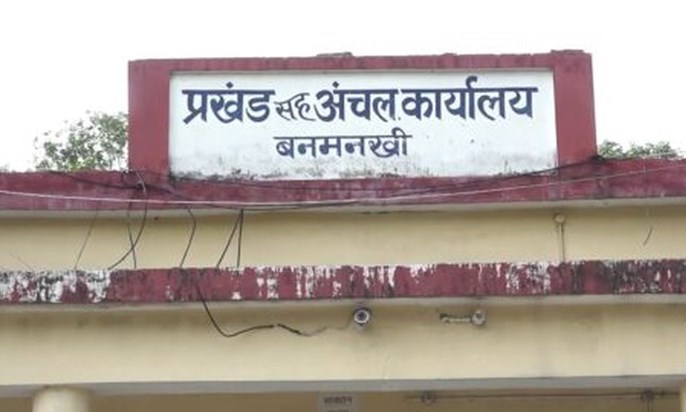 प्रखंड सह अंचल कार्यालय
बनमनखी